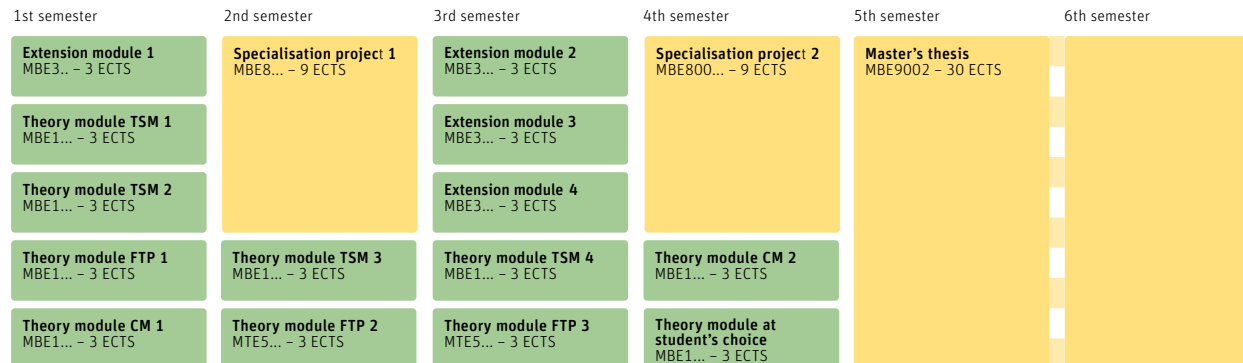 1st semester
2nd semester
3rd semester
4th semester
5th semester
6th semester
Extension module 1
MBE3.. – 3 ECTS
Specialisation project 1
MBE8... – 9 ECTS
Extension module 2
MBE3... – 3 ECTS
Specialisation project 2
MBE800... – 9 ECTS
Master's thesis
MBE9002 – 30 ECTS
Theory module TSM 1
MBE1... – 3 ECTS
Extension module 3
MBE3... – 3 ECTS
Theory module TSM 2
MBE1... – 3 ECTS
Extension module 4
MBE3... – 3 ECTS
Theory module FTP 1
MBE1... – 3 ECTS
Theory module TSM 3
MBE1... – 3 ECTS
Theory module TSM 4
MBE1... – 3 ECTS
Theory module CM 2
MBE1... – 3 ECTS
Theory module CM 1
MBE1... – 3 ECTS
Theory module FTP 2
MTE5... – 3 ECTS
Theory module FTP 3
MTE5... – 3 ECTS
Theory module at
student's choice
MBE1... – 3 ECTS